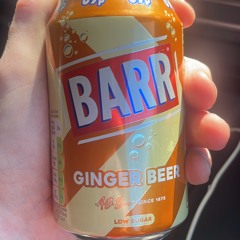 BARR
GINGER BEER
SINCE 1875
LOW SUGAR